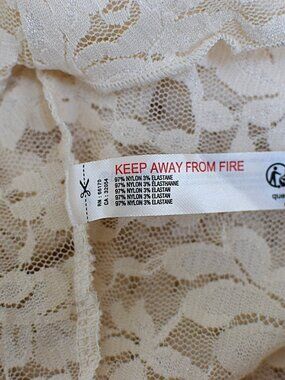 KEEP AWAY FROM FIRE
97% NYLON 3% ELASTANE
97% NYLON 3% ELASTHANNE
97% NYLON 3% ELASTAN
97% NYLON 3% ELASTAN
97% NYLON 3% ELASTANE